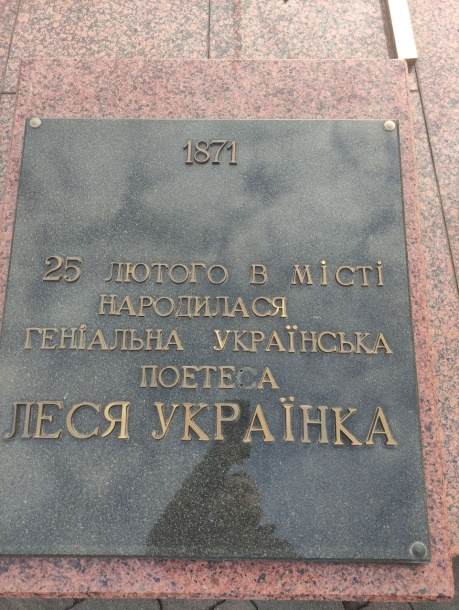 1871
25 ЛЮТОГО В МІСТІ
НАРОДИЛАСЯ
ГЕНІАЛЬНА УКРАЇНСЬКА
ПОЕТЕСА
ЛЕСЯ УКРАЇНКА